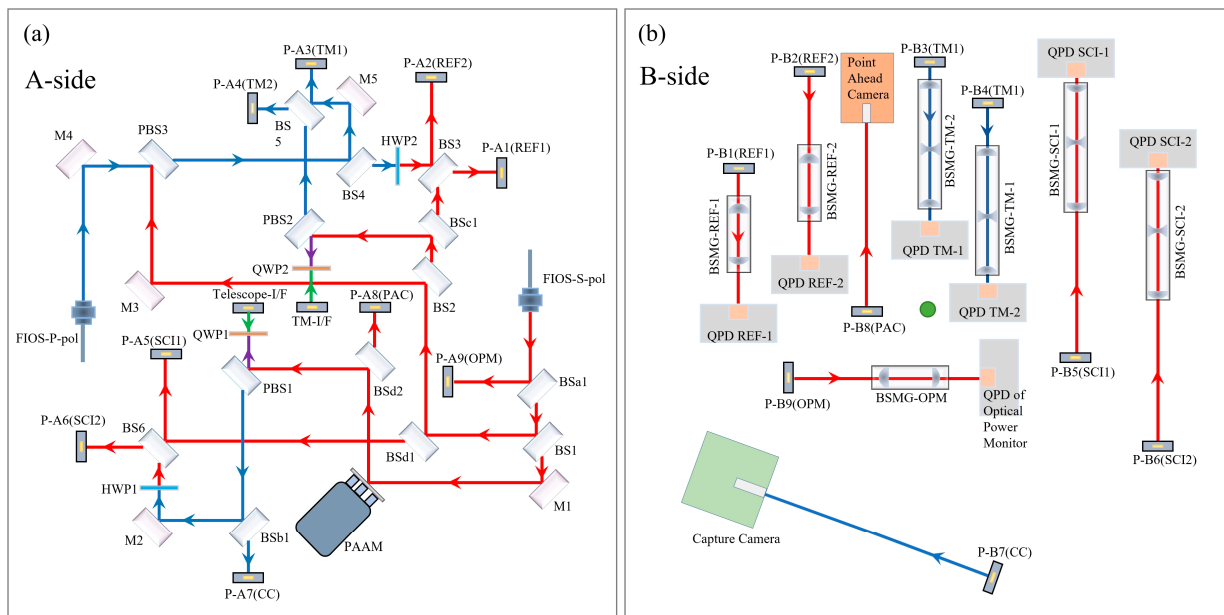 (a)
A-side
P-A3(TM1)
P-A4(TM2)
M5
P-A2(REF2)
BS
5
M4
PBS3
HWP2
BS3
P-A1(REF1)
BS4
BSc1
PBS2
QWP2
FIOS-S-pol
M3
Telescope-I/F
TM-I/F
P-A8(PAC)
BS2
FIOS-P-pol
QWP1
P-A5(SCI1)
P-A9(OPM)
PBS1
BSd2
BSa1
P-A6(SCI2)
BS6
BSd1
BS1
HWP1
M1
M2
BSb1
PAAM
P-A7(CC)
(b)
B-side
P-B2(REF2)
Point
Ahead
Camera
P-B3(TM1)
QPD SCI-1
P-B4(TM1)
BSMG-TM-2
BSMG-SCI-1
QPD SCI-2
P-B1(REF1)
BSMG-REF-2
BSMG-TM-1
BSMG-REF-1
BSMG-SCI-2
QPD TM-1
QPD REF-2
QPD TM-2
QPD REF-1
P-B8(PAC)
P-B5(SCI1)
P-B9(OPM)
BSMG-OPM
QPD of
Optical
Power
Monitor
P-B6(SCI2)
Capture Camera
P-B7(CC)